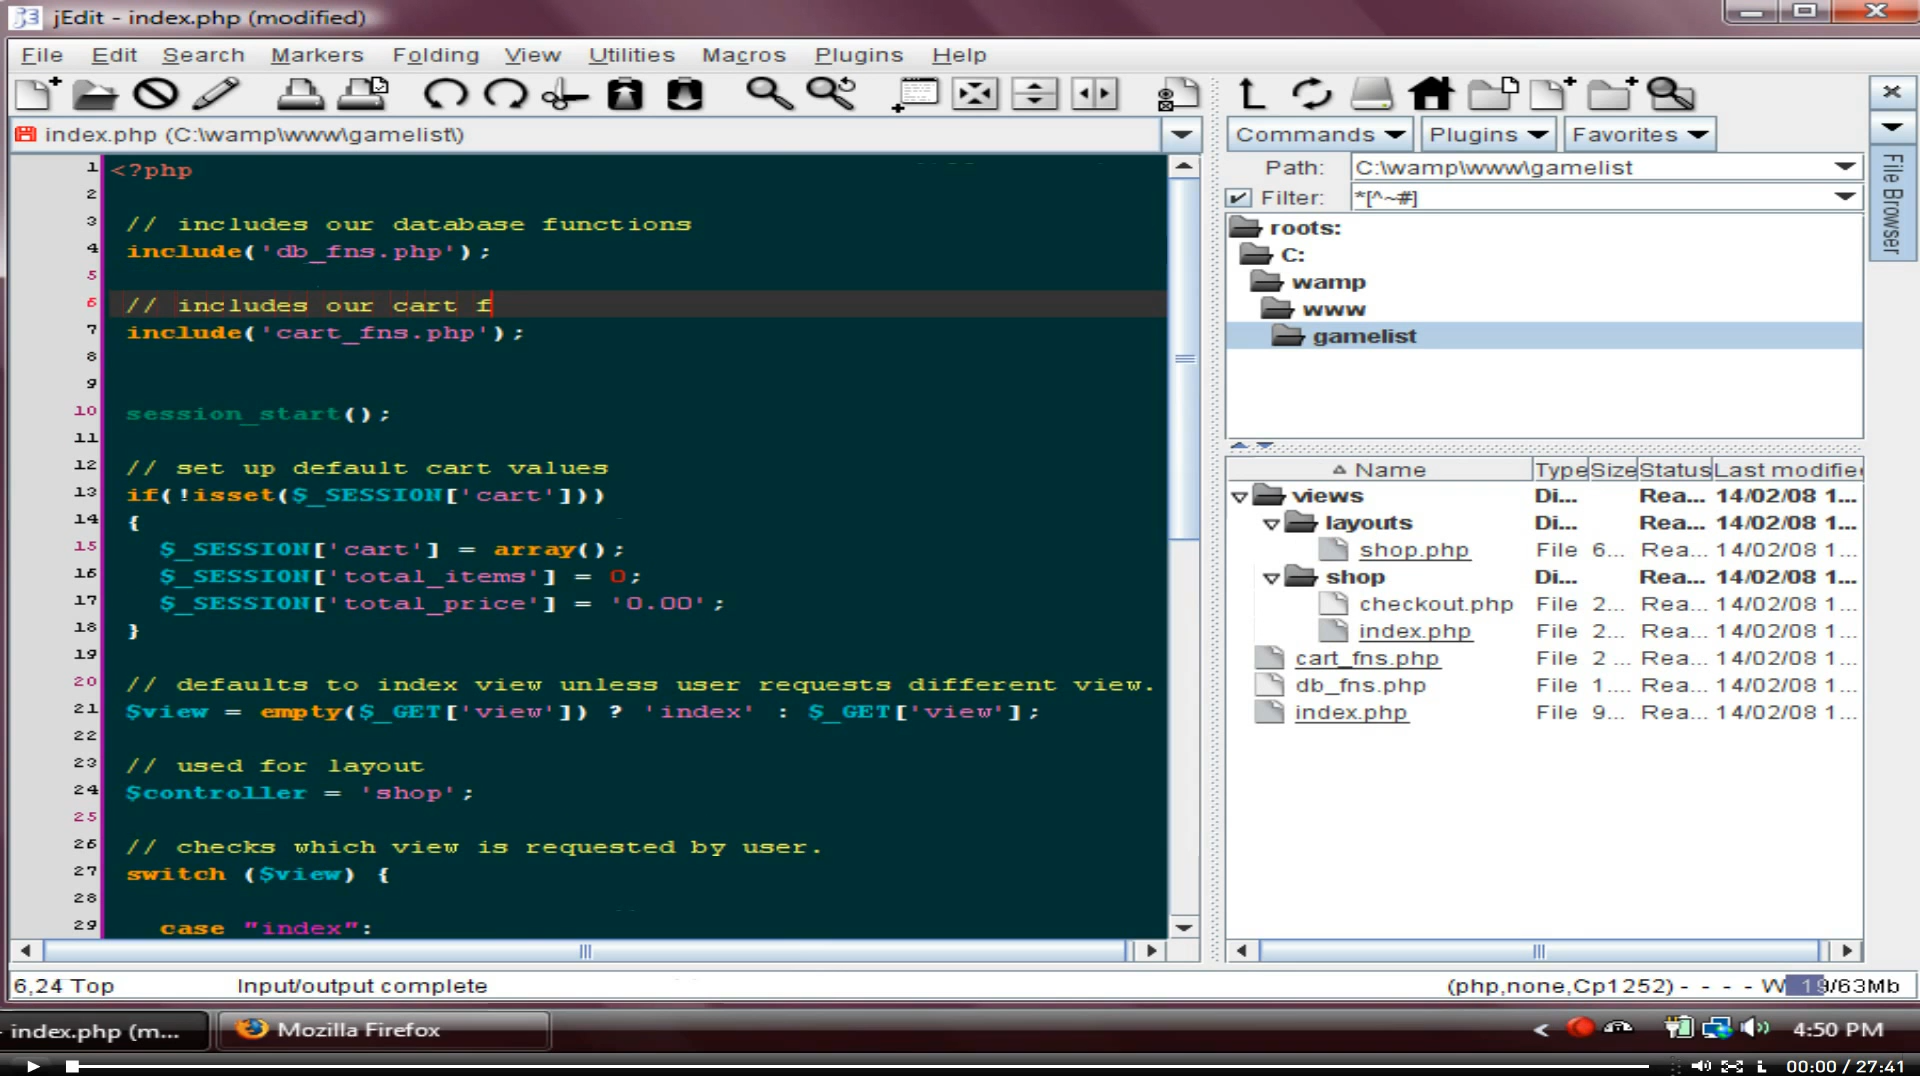 jEdit - index.php (modified)
File Edit Search Markers Folding View Utilities Macros Plugins Help
index.php (C:\wamp\www\gamelist\)
1 <?php
2
3 // includes our database functions
4 include('db_fns.php');
5
6 // includes our cart f
7 include('cart_fns.php');
8
9
10 session_start();
11
12 // set up default cart values
13 if(!isset($_SESSION['cart']))
14 {
15 $_SESSION['cart'] = array();
16 $_SESSION['total_items'] = 0;
17 $_SESSION['total_price'] = '0.00';
18 }
19
20 // defaults to index view unless user requests different view.
21 $view = empty($_GET['view']) ? 'index' : $_GET['view'];
22
23 // used for layout
24 $controller = 'shop';
25
26 // checks which view is requested by user.
27 switch ($view) {
28
29 case "index":
6,24 Top Input/output complete
Commands Plugins Favorites
Path: C:\wamp\www\gamelist
Filter: *[^~#]
roots:
C:
wamp
www
gamelist
File Browser
Name Type Size Status Last modifie
views Di... Rea... 14/02/08 1...
layouts Di... Rea... 14/02/08 1...
shop.php File 6... Rea... 14/02/08 1...
shop Di... Rea... 14/02/08 1...
checkout.php File 2... Rea... 14/02/08 1...
index.php File 2... Rea... 14/02/08 1...
cart_fns.php File 2 ... Rea... 14/02/08 1...
db_fns.php File 1.... Rea... 14/02/08 1...
index.php File 9... Rea... 14/02/08 1...
(php,none,Cp1252) - - - - W 19/63Mb
- index.php (m... Mozilla Firefox 4:50 PM
00:00 / 27:41